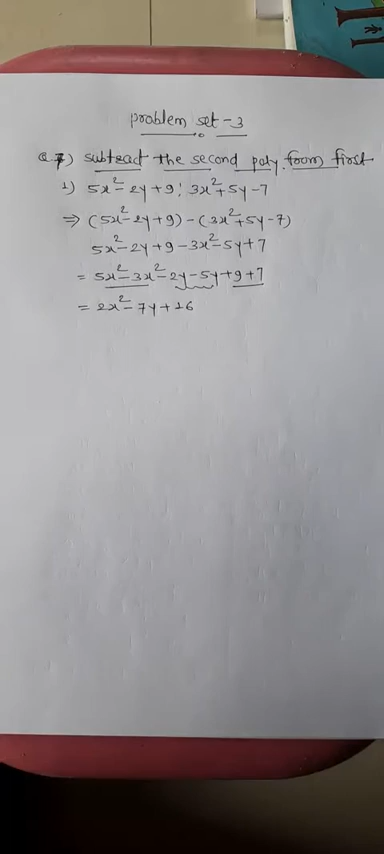 problem set -3
Q 7) subtract the second poly. from first
1) 5x²-2y+9; 3x²+5y-7
⇒ (5x²-2y+9)-(3x²+5y-7)
5x²-2y+9-3x²-5y+7
= 5x²-3x²-2y-5y+9+7
= 2x²-7y+16